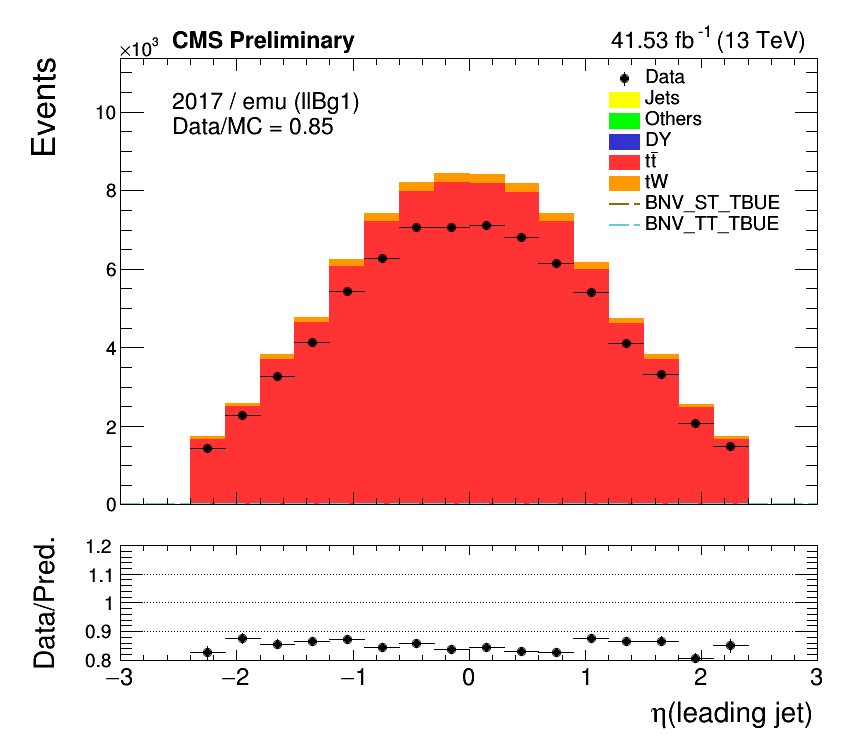 ×10³ CMS Preliminary 41.53 fb⁻¹ (13 TeV)
Events
2017 / emu (llBg1)
Data/MC = 0.85
Data
Jets
Others
DY
tt̄
tW
BNV_ST_TBUE
BNV_TT_TBUE
10
8
6
4
2
0
Data/Pred.
1.2
1.1
1
0.9
0.8
−3 −2 −1 0 1 2 3
η(leading jet)